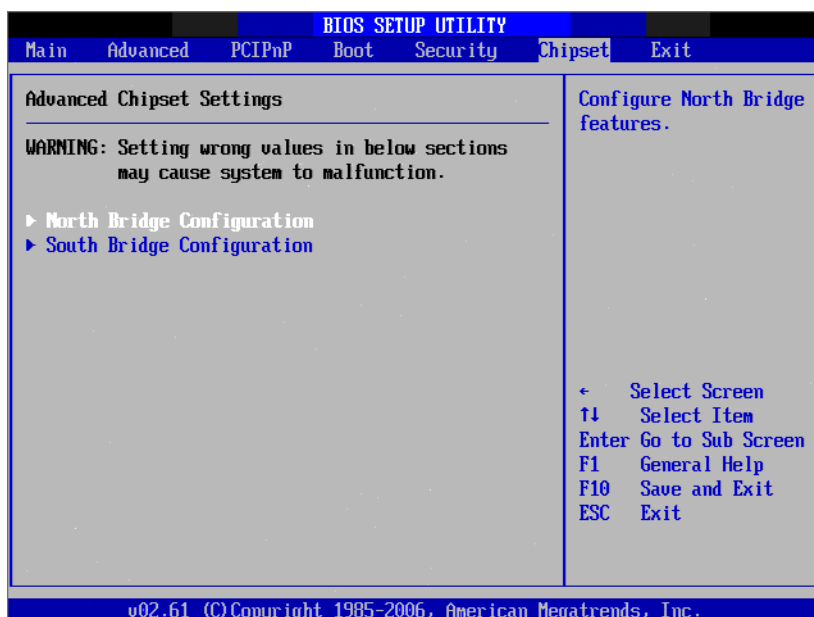 BIOS SETUP UTILITY
Main Advanced PCIPnP Boot Security Chipset Exit
Advanced Chipset Settings
WARNING: Setting wrong values in below sections
may cause system to malfunction.
▶ North Bridge Configuration
▶ South Bridge Configuration
Configure North Bridge
features.
← Select Screen
↑↓ Select Item
Enter Go to Sub Screen
F1 General Help
F10 Save and Exit
ESC Exit
v02.61 (C)Copyright 1985-2006, American Megatrends, Inc.